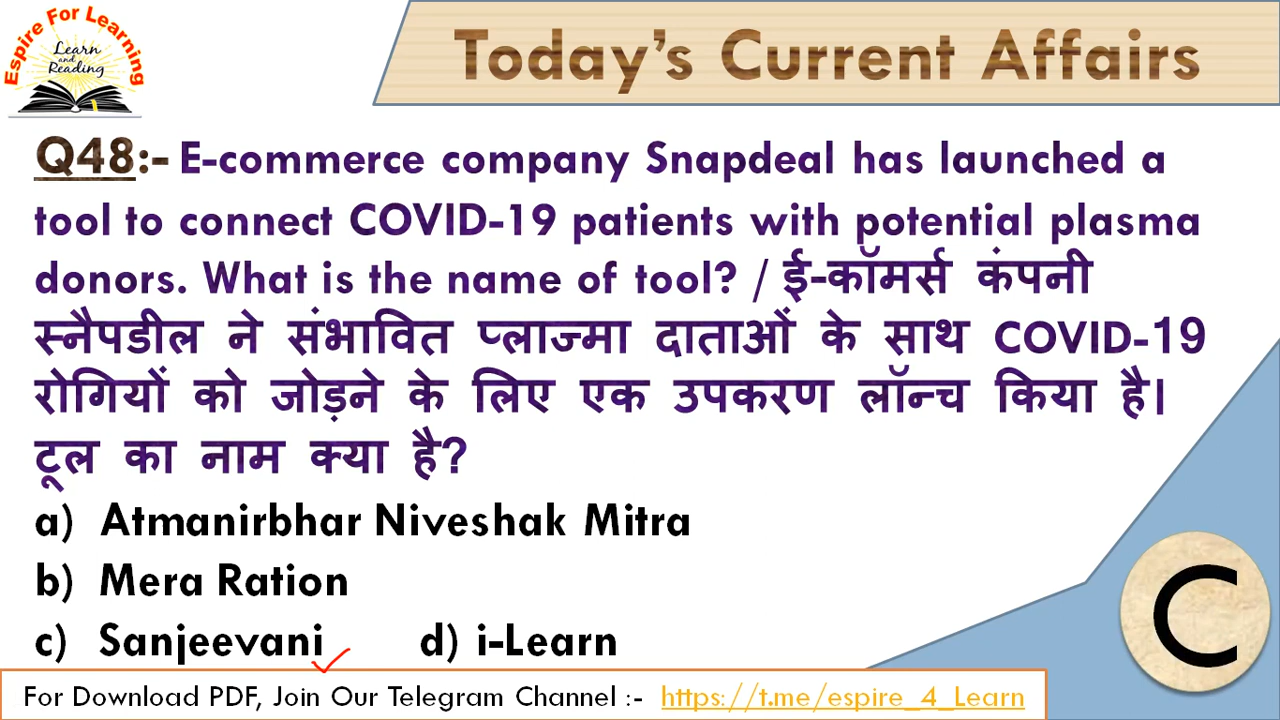 Espire For Learning
Learn
and
Reading
Today's Current Affairs
Q48:- E-commerce company Snapdeal has launched a
tool to connect COVID-19 patients with potential plasma
donors. What is the name of tool? / ई-कॉमर्स कंपनी
स्नैपडील ने संभावित प्लाज्मा दाताओं के साथ COVID-19
रोगियों को जोड़ने के लिए एक उपकरण लॉन्च किया है।
टूल का नाम क्या है?
a) Atmanirbhar Niveshak Mitra
b) Mera Ration
c) Sanjeevani d) i-Learn
C
For Download PDF, Join Our Telegram Channel :- https://t.me/espire_4_Learn